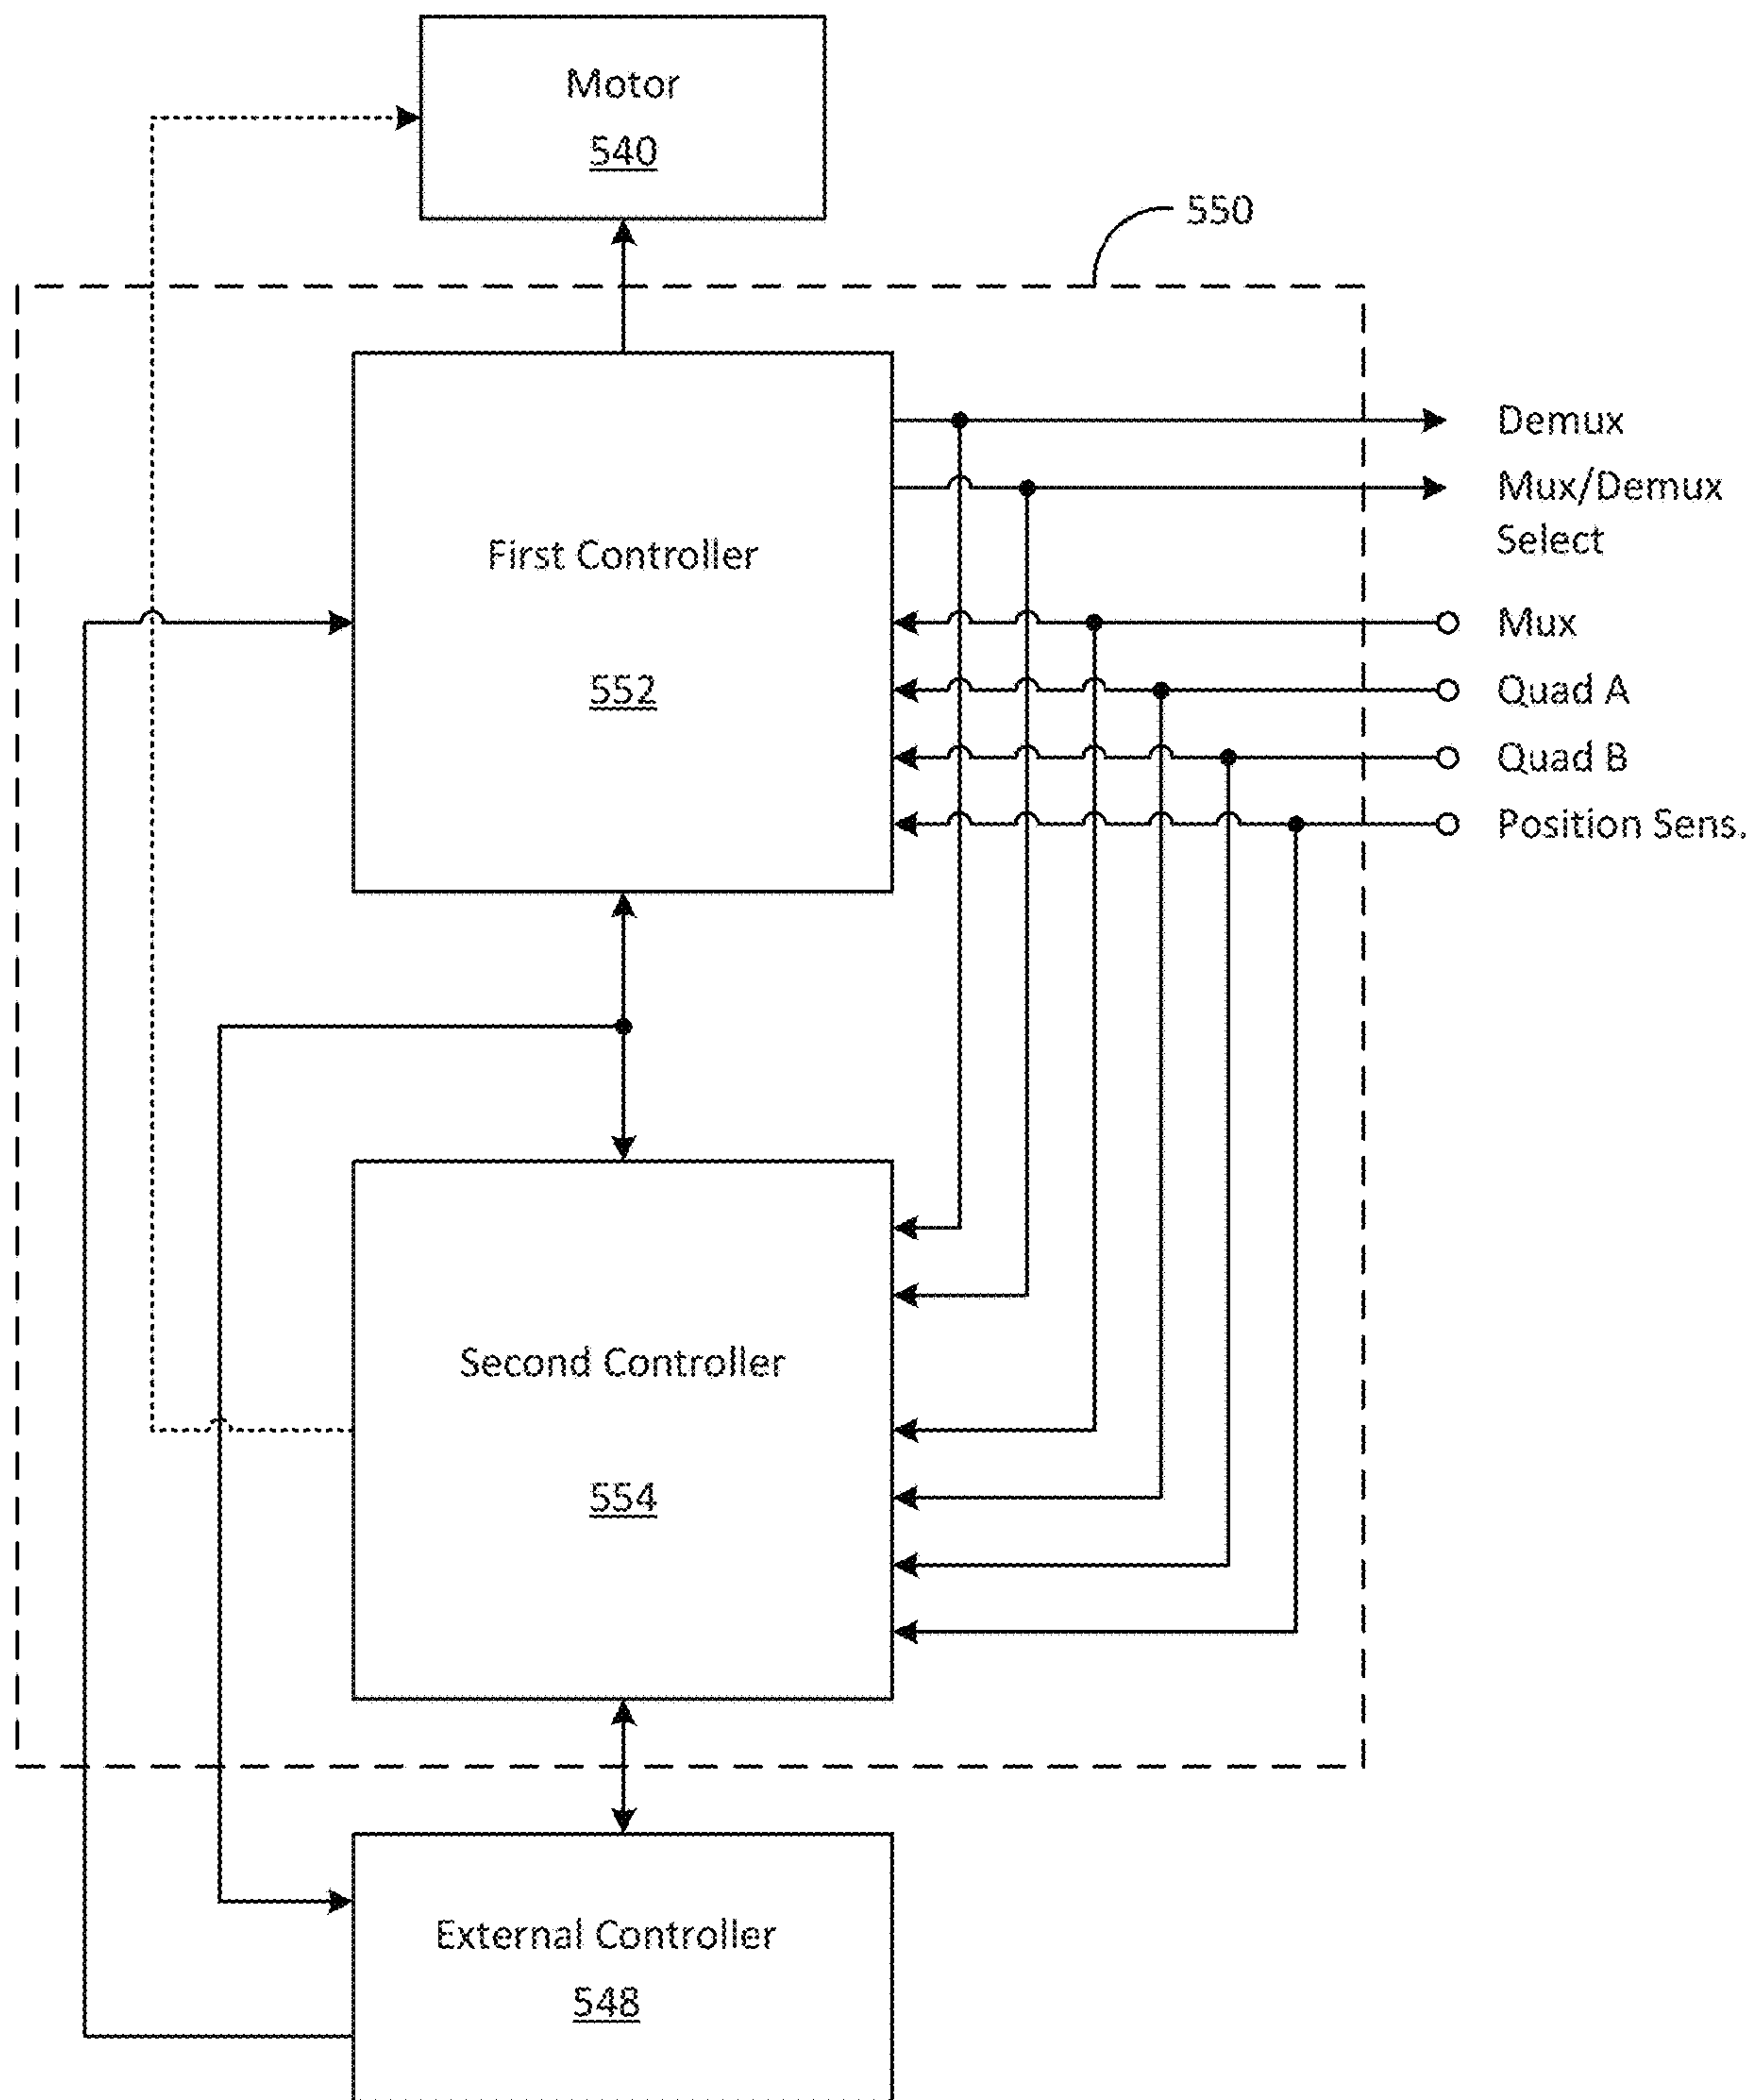 Motor
540
550
Demux
Mux/Demux
Select
First Controller
Mux
552
Quad A
Quad B
Position Sens.
Second Controller
554
External Controller
548